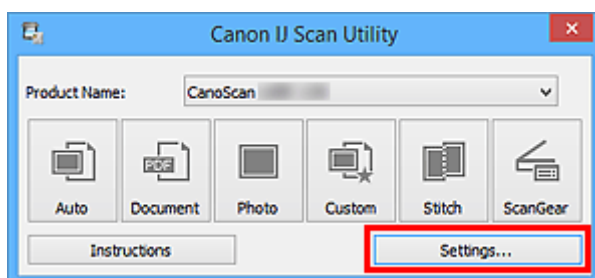 Canon IJ Scan Utility
Product Name: CanoScan
PDF
Auto Document Photo Custom Stitch ScanGear
Instructions Settings...